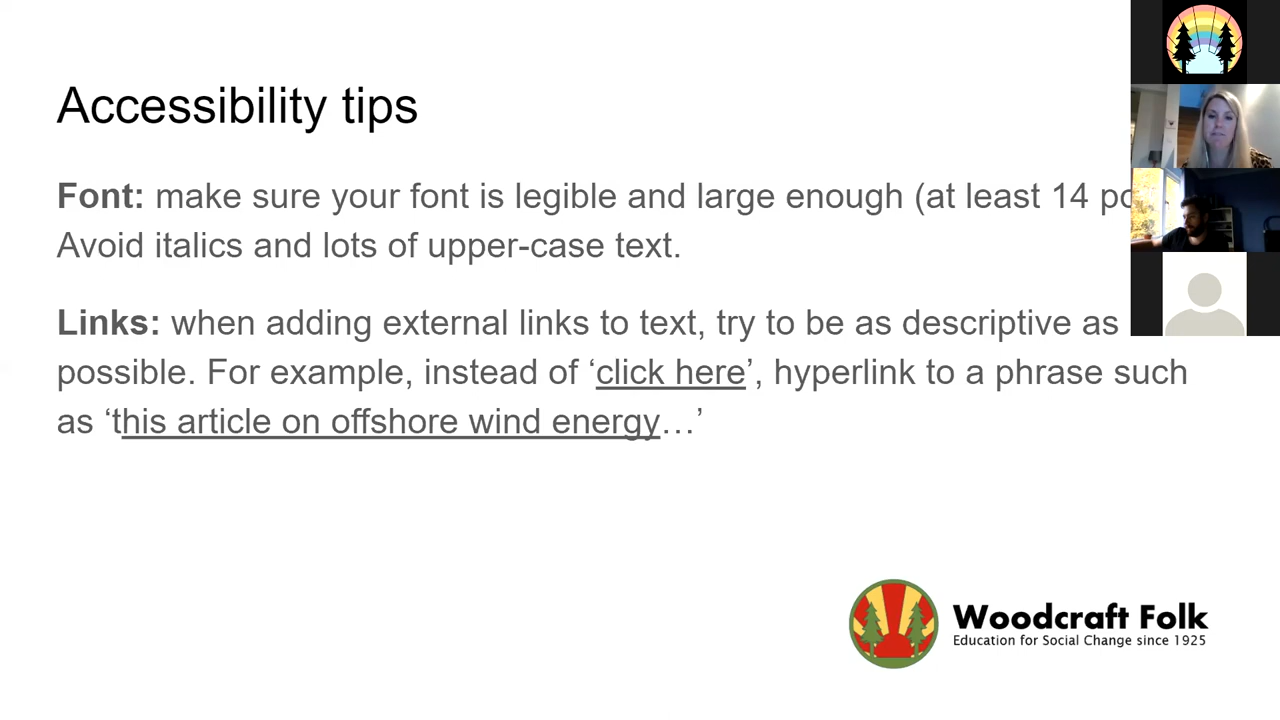 Accessibility tips
Font: make sure your font is legible and large enough (at least 14
Avoid italics and lots of upper-case text.
Links: when adding external links to text, try to be as descriptive as
possible. For example, instead of ‘click here’, hyperlink to a phrase such
as ‘this article on offshore wind energy…’
Woodcraft Folk
Education for Social Change since 1925